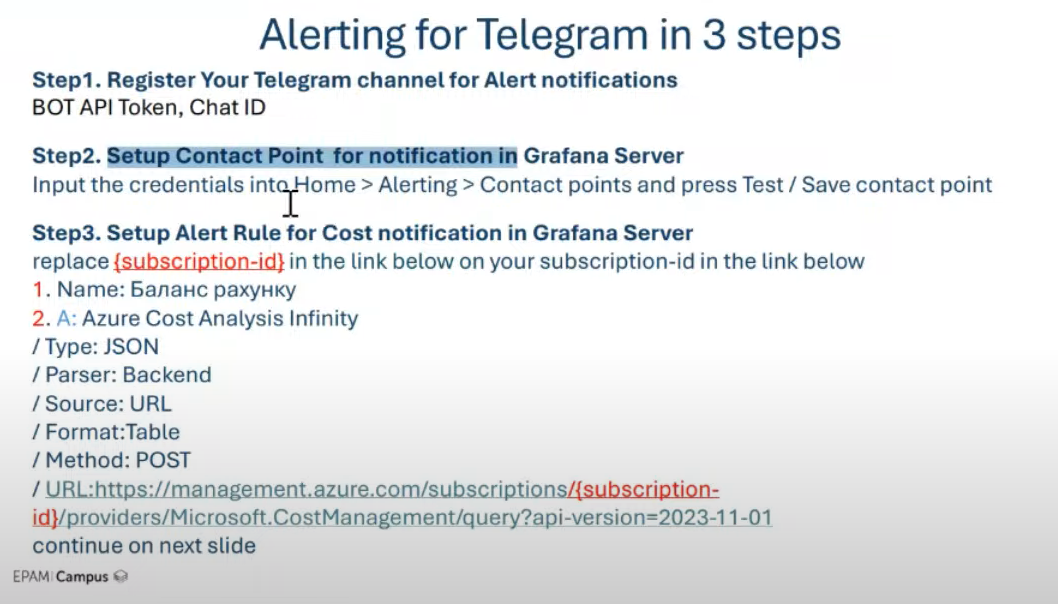 Alerting for Telegram in 3 steps
Step1. Register Your Telegram channel for Alert notifications
BOT API Token, Chat ID
Step2. Setup Contact Point  for notification in Grafana Server
Input the credentials into Home > Alerting > Contact points and press Test / Save contact point
Step3. Setup Alert Rule for Cost notification in Grafana Server
replace {subscription-id} in the link below on your subscription-id in the link below
1. Name: Баланс рахунку
2. A: Azure Cost Analysis Infinity
/ Type: JSON
/ Parser: Backend
/ Source: URL
/ Format:Table
/ Method: POST
/ URL:https://management.azure.com/subscriptions/{subscription-
id}/providers/Microsoft.CostManagement/query?api-version=2023-11-01
continue on next slide
EPAM | Campus